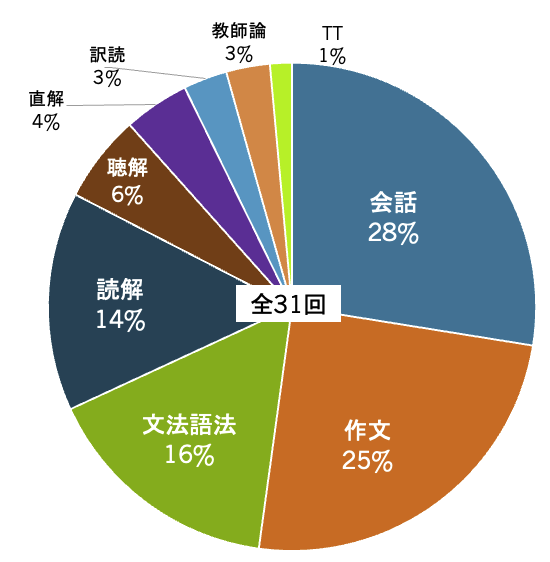 TT
1%
教師論
3%
訳読
3%
直解
4%
聴解
6%
会話
28%
読解
14%
全31回
文法語法
16%
作文
25%